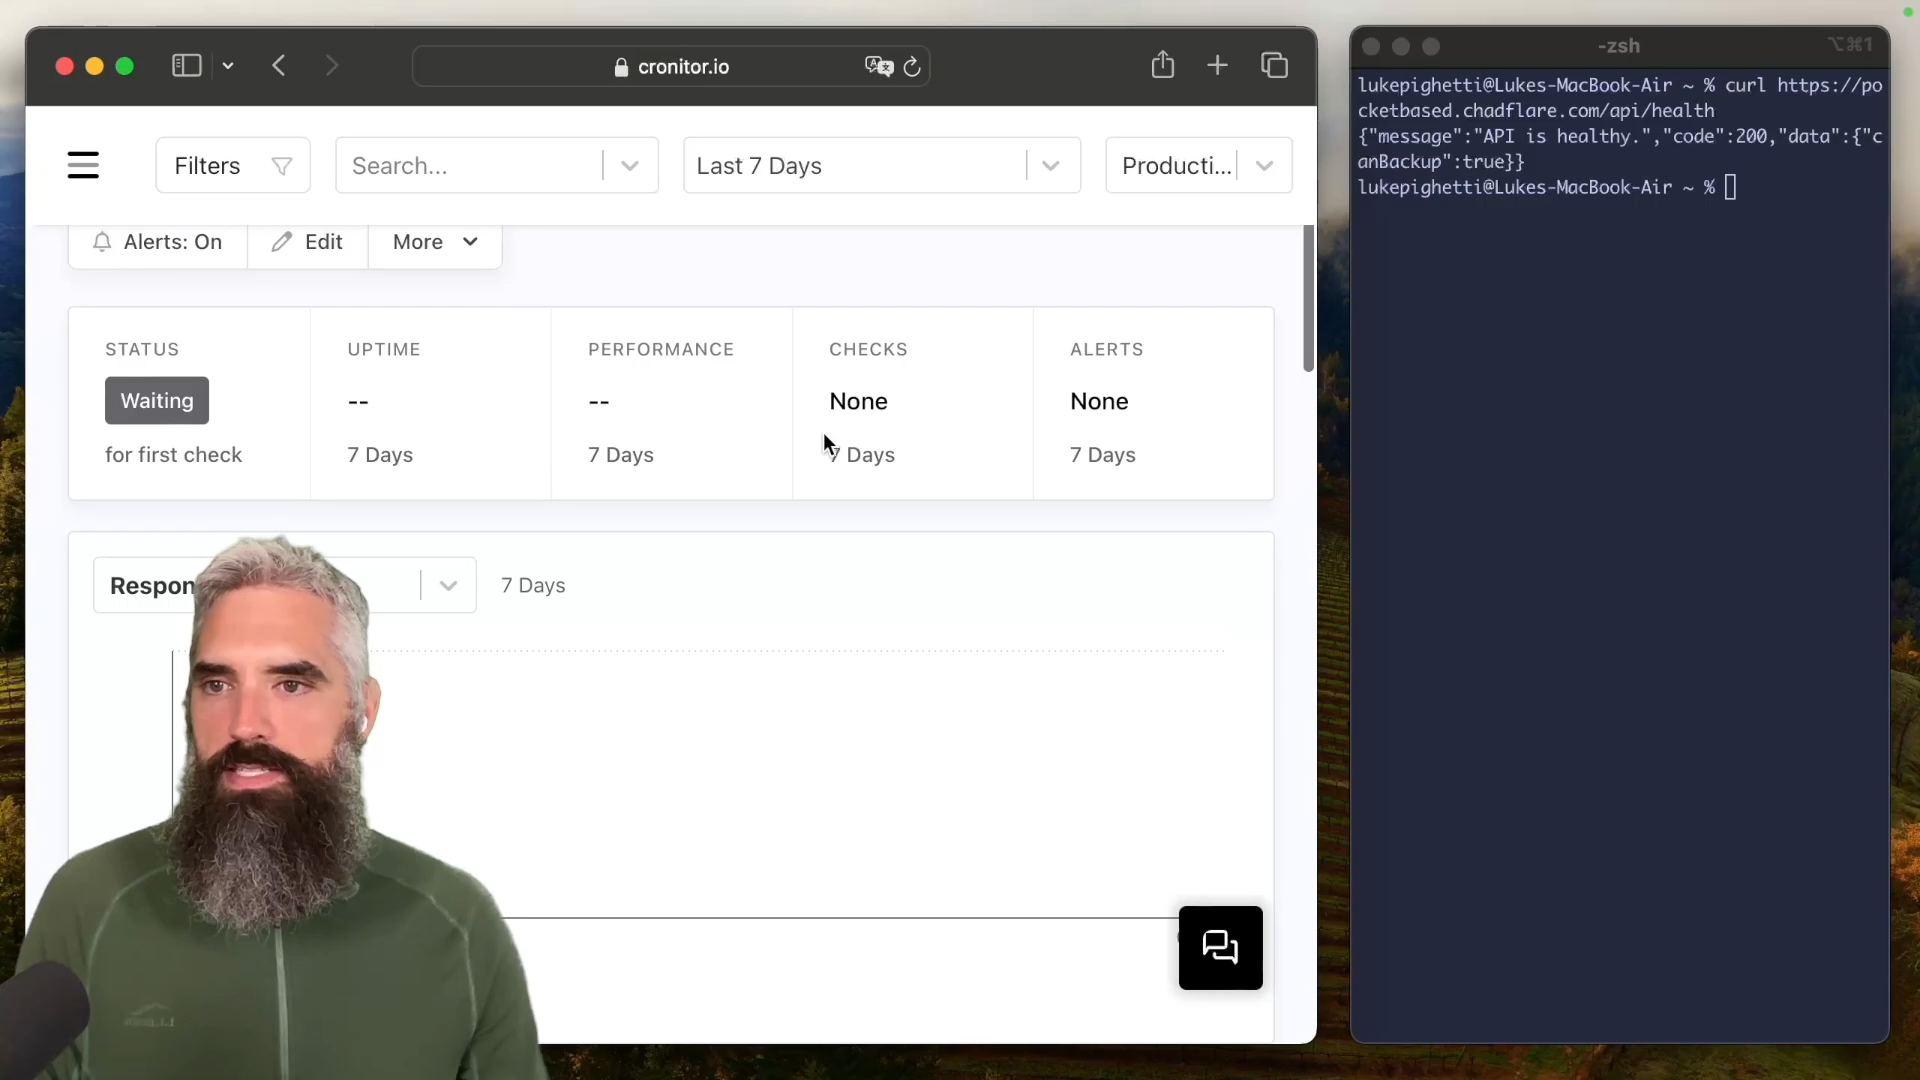 cronitor.io
Filters
Search...
Last 7 Days
Producti...
Alerts: On
Edit
More
STATUS
UPTIME
PERFORMANCE
CHECKS
ALERTS
Waiting
--
--
None
None
for first check
7 Days
7 Days
7 Days
7 Days
Respon
7 Days
-zsh
⌥⌘1
lukepighetti@Lukes-MacBook-Air ~ % curl https://po
cketbased.chadflare.com/api/health
{"message":"API is healthy.","code":200,"data":{"c
anBackup":true}}
lukepighetti@Lukes-MacBook-Air ~ %